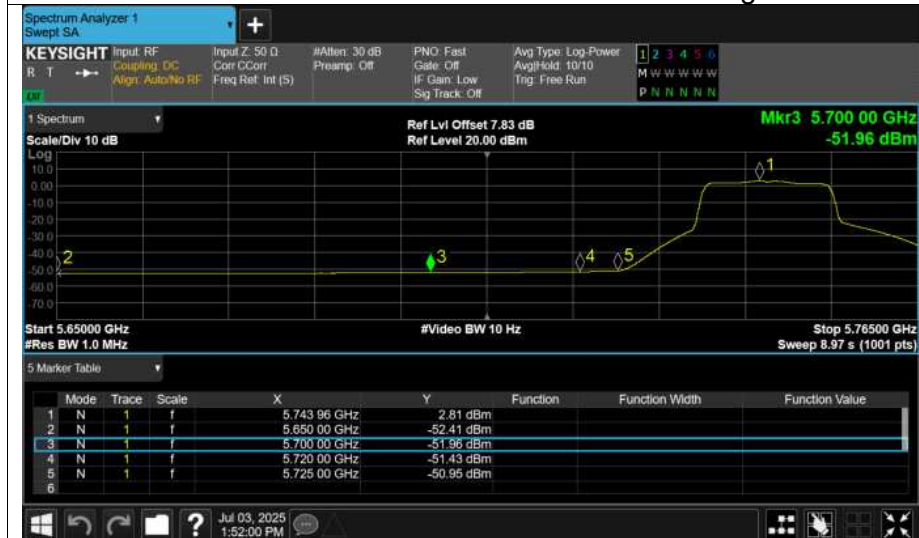 Spectrum Analyzer 1
Swept SA
KEYSIGHT
R T
Input: RF
Coupling: DC
Align: Auto/No RF
Input Z: 50 Ω
Corr CCorr
Freq Ref: Int (S)
#Atten: 30 dB
Preamp: Off
PNO: Fast
Gate: Off
IF Gain: Low
Sig Track: Off
Avg Type: Log-Power
Avg|Hold: 10/10
Trig: Free Run
1 2 3 4 5 6
M W W W W W
P N N N N N
1 Spectrum
Scale/Div 10 dB
Log
Ref Lvl Offset 7.83 dB
Ref Level 20.00 dBm
Mkr3 5.700 00 GHz
-51.96 dBm
10.0
0.00
-10.0
-20.0
-30.0
-40.0
-50.0
-60.0
-70.0
2
3
4
5
1
Start 5.65000 GHz
#Res BW 1.0 MHz
#Video BW 10 Hz
Stop 5.76500 GHz
Sweep 8.97 s (1001 pts)
5 Marker Table
Mode Trace Scale X Y Function Function Width Function Value
1 N 1 f 5.743 96 GHz 2.81 dBm
2 N 1 f 5.650 00 GHz -52.41 dBm
3 N 1 f 5.700 00 GHz -51.96 dBm
4 N 1 f 5.720 00 GHz -51.43 dBm
5 N 1 f 5.725 00 GHz -50.95 dBm
6
?
Jul 03, 2025
1:52:00 PM